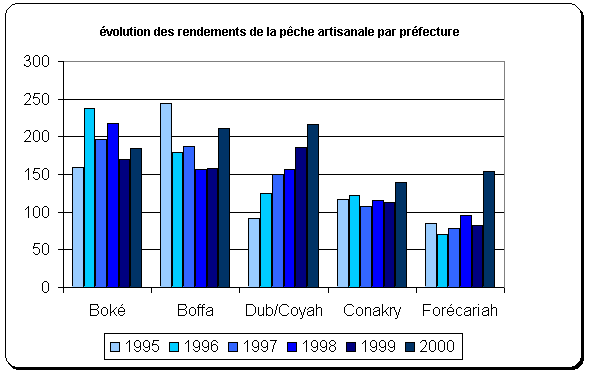 évolution des rendements de la pêche artisanale par préfecture
300
250
200
150
100
50
0
Boké Boffa Dub/Coyah Conakry Forécariah
1995 1996 1997 1998 1999 2000